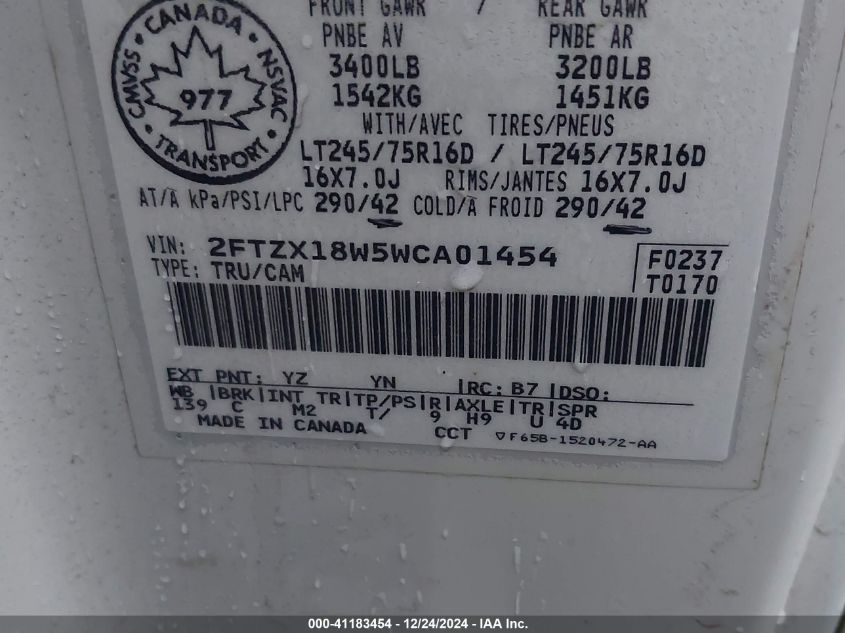 FRONT GAWR / REAR GAWR
PNBE AV PNBE AR
3400LB 3200LB
1542KG 1451KG
WITH/AVEC TIRES/PNEUS
LT245/75R16D / LT245/75R16D
16X7.0J RIMS/JANTES 16X7.0J
AT/A kPa/PSI/LPC 290/42 COLD/A FROID 290/42
CANADA
CMVSS NSVAC
977
TRANSPORT
VIN: 2FTZX18W5WCA01454
TYPE: TRU/CAM
F0237
T0170
EXT PNT: YZ YN |RC: B7 |DSO:
WB |BRK|INT TR|TP/PS|R|AXLE|TR|SPR
139 C M2 T/ 9 H9 U 4D
MADE IN CANADA CCT ▽F65B-1520472-AA
000-41183454 - 12/24/2024 - IAA Inc.